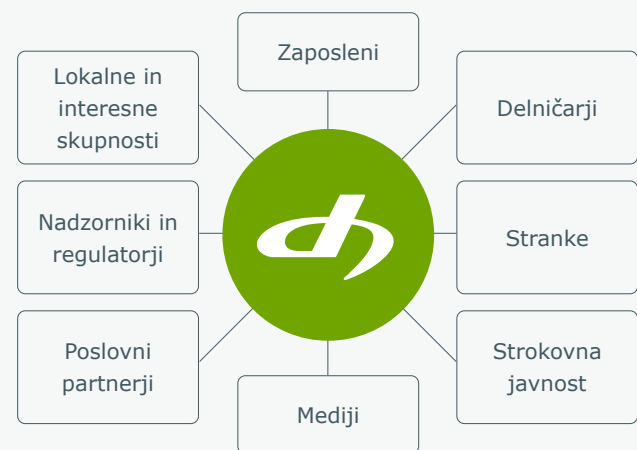 Zaposleni
Lokalne in
interesne
skupnosti
Delničarji
Nadzorniki in
regulatorji
Stranke
Poslovni
partnerji
Strokovna
javnost
Mediji